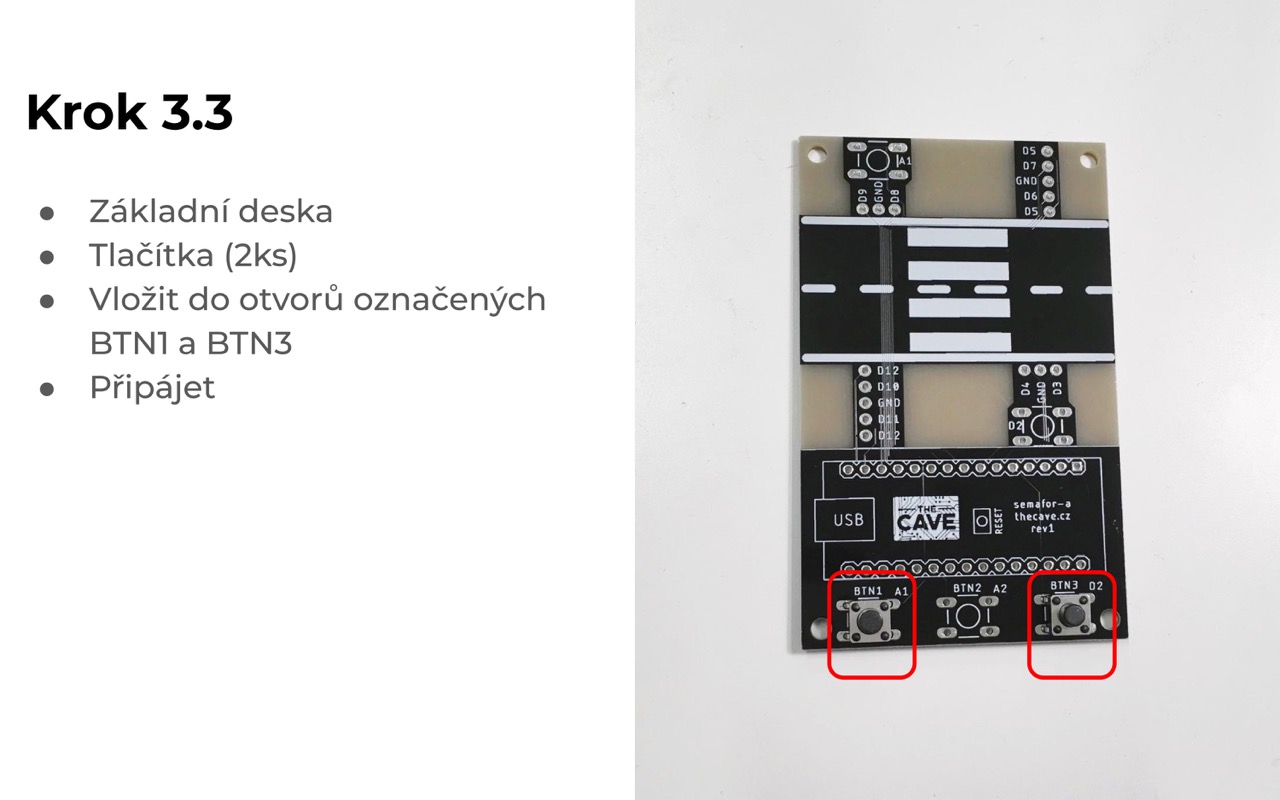 Krok 3.3
● Základní deska
● Tlačítka (2ks)
● Vložit do otvorů označených
BTN1 a BTN3
● Připájet
A1
D9
GND
D8
D5
D7
GND
D6
D5
D12
D10
GND
D11
D12
D4
GND
D3
D2
USB
THE
CAVE
RESET
semafor-a
thecave.cz
rev1
BTN1 A1
BTN2 A2
BTN3 D2